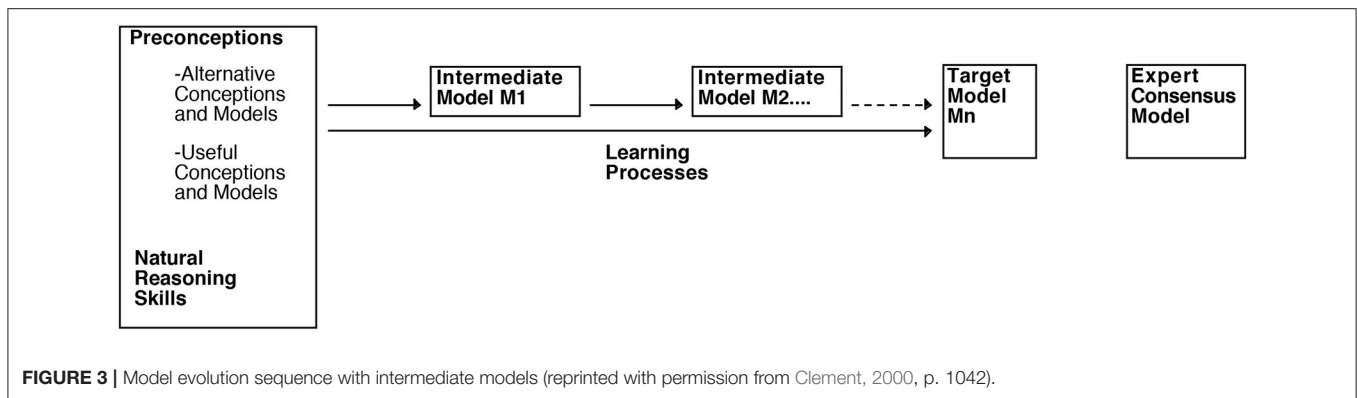 Preconceptions
-Alternative
Conceptions
and Models
-Useful
Conceptions
and Models
Natural
Reasoning
Skills
Intermediate
Model M1
Intermediate
Model M2....
Learning
Processes
Target
Model
Mn
Expert
Consensus
Model
FIGURE 3 | Model evolution sequence with intermediate models (reprinted with permission from Clement, 2000, p. 1042).